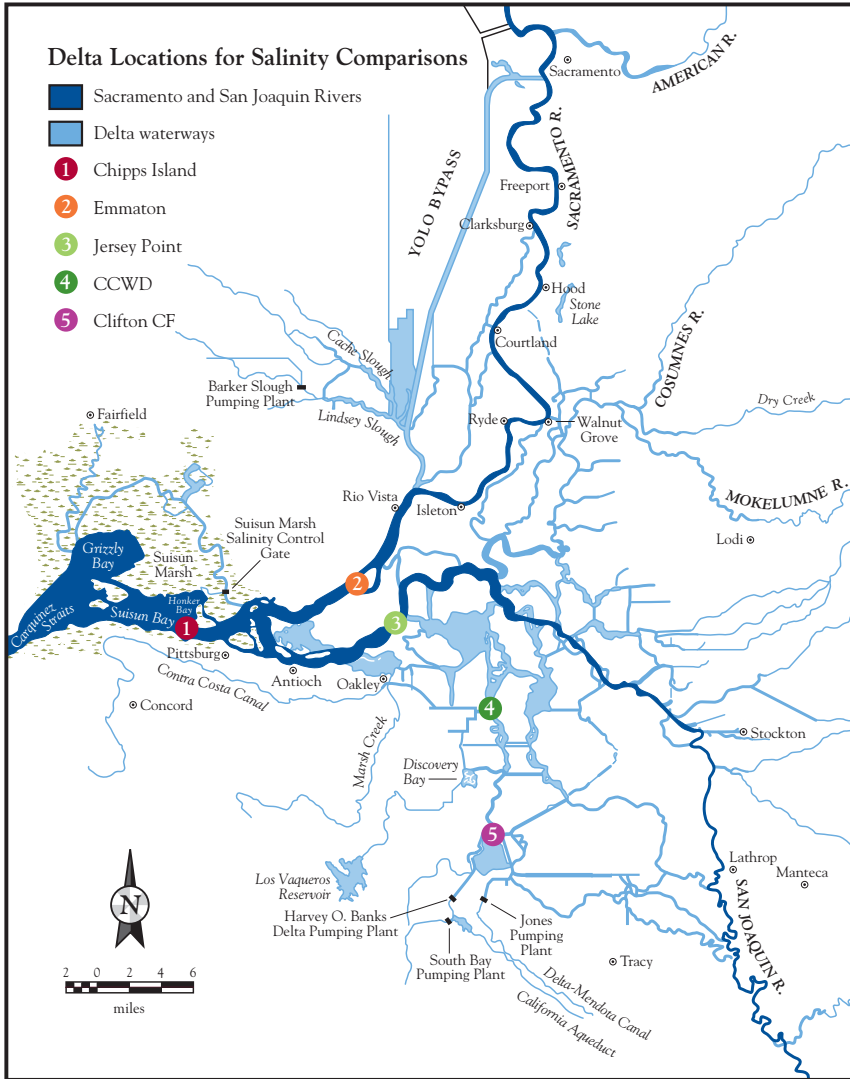 Delta Locations for Salinity Comparisons
Sacramento and San Joaquin Rivers
Delta waterways
1 Chipps Island
2 Emmaton
3 Jersey Point
4 CCWD
5 Clifton CF
Sacramento
AMERICAN R.
SACRAMENTO R.
YOLO BYPASS
Freeport
Clarksburg
Hood
Stone
Lake
Courtland
COSUMNES R.
Cache Slough
Barker Slough
Pumping Plant
Lindsey Slough
Fairfield
Ryde
Walnut
Grove
Dry Creek
MOKELUMNE R.
Rio Vista
Isleton
Lodi
Suisun Marsh
Salinity Control
Gate
Grizzly
Bay
Suisun
Marsh
Honker
Bay
Suisun Bay
Carquinez
Straits
1
2
3
Pittsburg
Antioch
Oakley
Contra Costa Canal
Concord
4
Stockton
Marsh Creek
Discovery
Bay
5
Los Vaqueros
Reservoir
Lathrop
Manteca
SAN JOAQUIN R.
Harvey O. Banks
Delta Pumping Plant
Jones
Pumping
Plant
South Bay
Pumping Plant
Tracy
Delta-Mendota Canal
California Aqueduct
N
2 0 2 4 6
miles